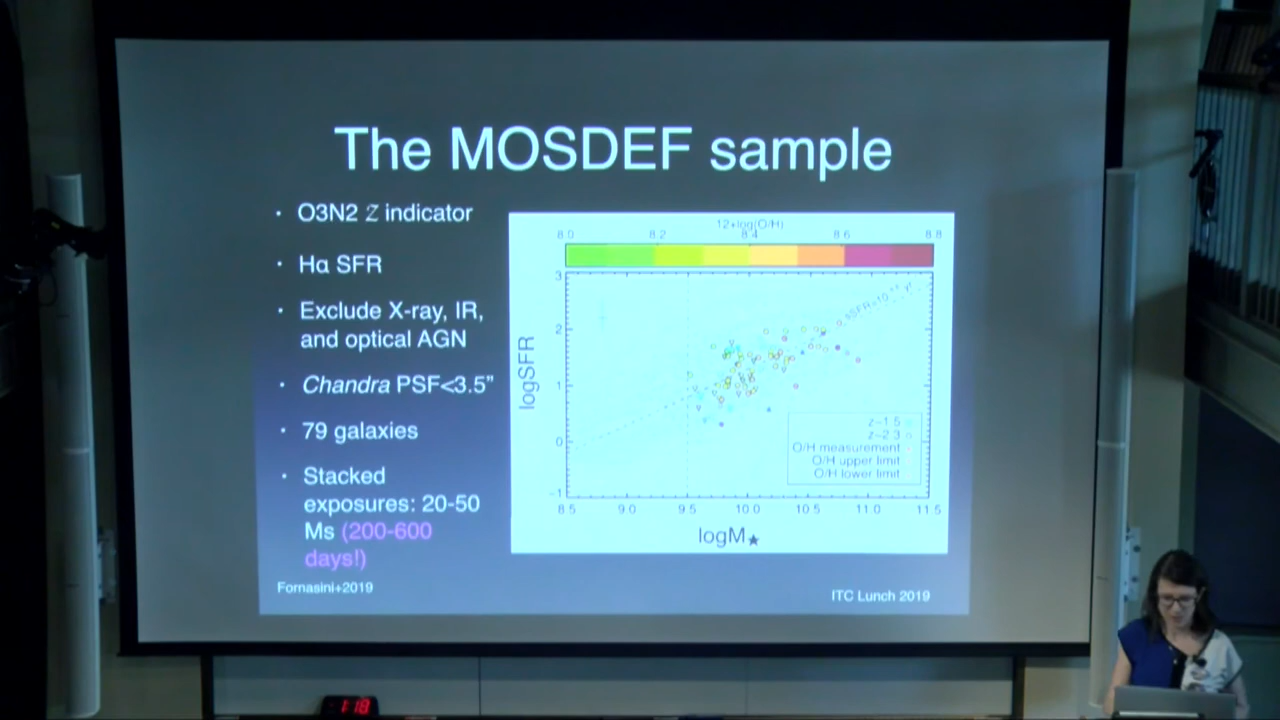 The MOSDEF sample
· O3N2 Z indicator
· Hα SFR
· Exclude X-ray, IR,
and optical AGN
· Chandra PSF<3.5”
· 79 galaxies
· Stacked
exposures: 20-50
Ms (200-600
days!)
Fornasini+2019
12+log(O/H)
8.0 8.2 8.4 8.6 8.8
3
2
1
0
-1
logSFR
z~1.5
z~2.3
O/H measurement
O/H upper limit
O/H lower limit
8.5 9.0 9.5 10.0 10.5 11.0 11.5
logM★
ITC Lunch 2019
1:18